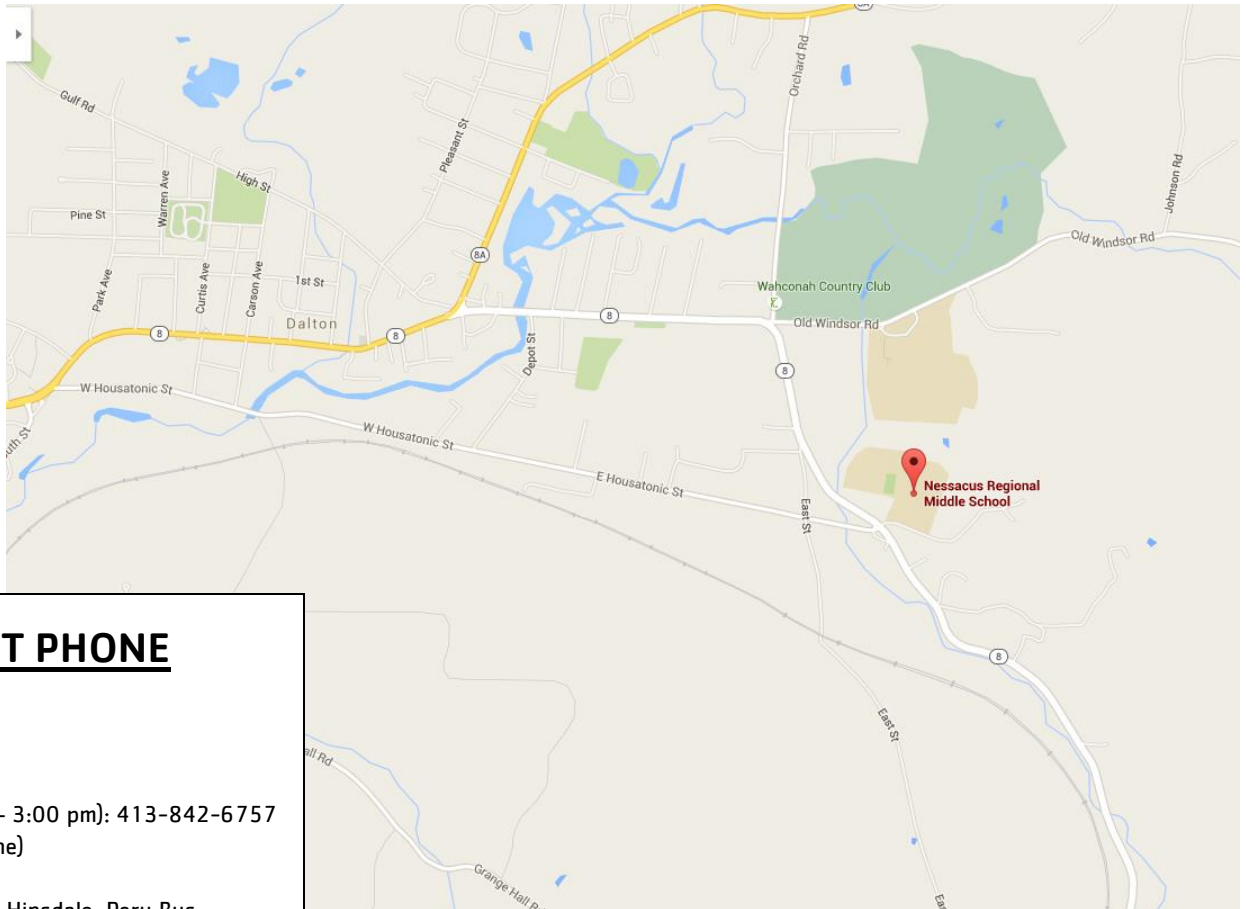 8A
Gulf Rd
Orchard Rd
Pleasant St
High St
Warren Ave
Johnson Rd
Pine St
Old Windsor Rd
8A
Park Ave
Curtis Ave
Carson Ave
1st St
Wahconah Country Club
8
Dalton
8
8
Old Windsor Rd
Depot St
8
W Housatonic St
W Housatonic St
E Housatonic St
Nessacus Regional
Middle School
East St
8
East St
Grange Hall Rd
T PHONE
- 3:00 pm): 413-842-6757